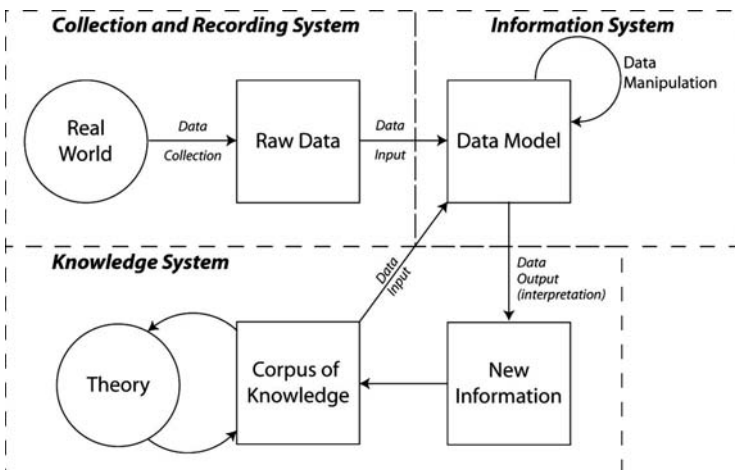 Collection and Recording System
Information System
Data
Manipulation
Real
World
Data
Collection
Raw Data
Data
Input
Data Model
Knowledge System
Data
Input
Data
Output
(interpretation)
Theory
Corpus of
Knowledge
New
Information